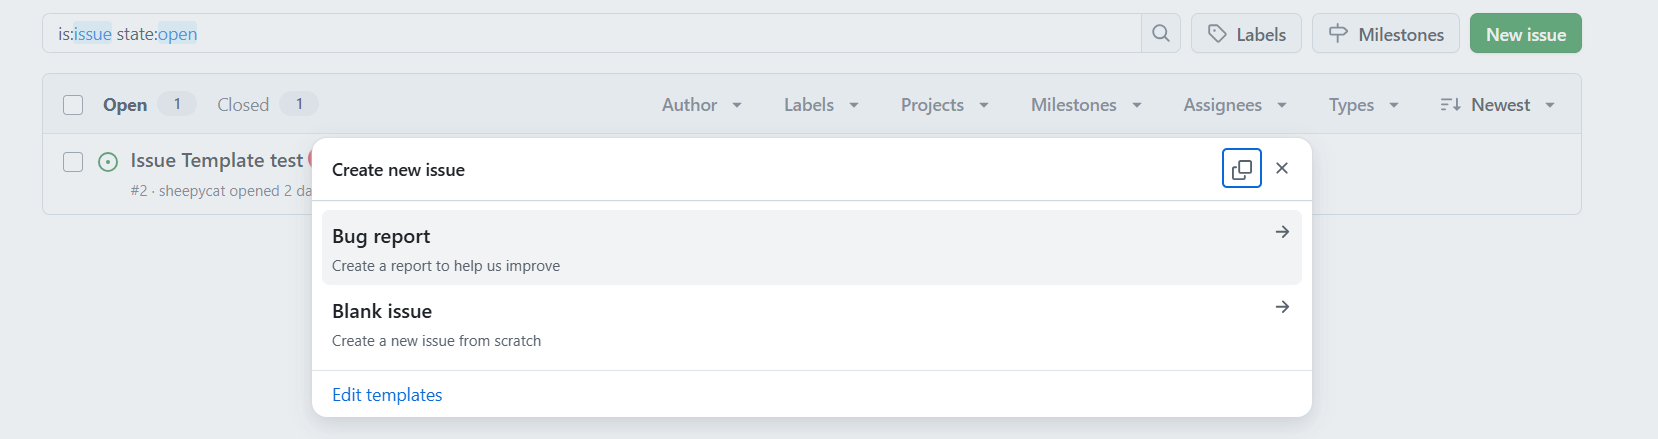 is:issue state:open
Labels
Milestones
New issue
Open 1 Closed 1 Author Labels Projects Milestones Assignees Types Newest
Issue Template test
#2 · sheepycat opened 2
Create new issue
Bug report
Create a report to help us improve
Blank issue
Create a new issue from scratch
Edit templates